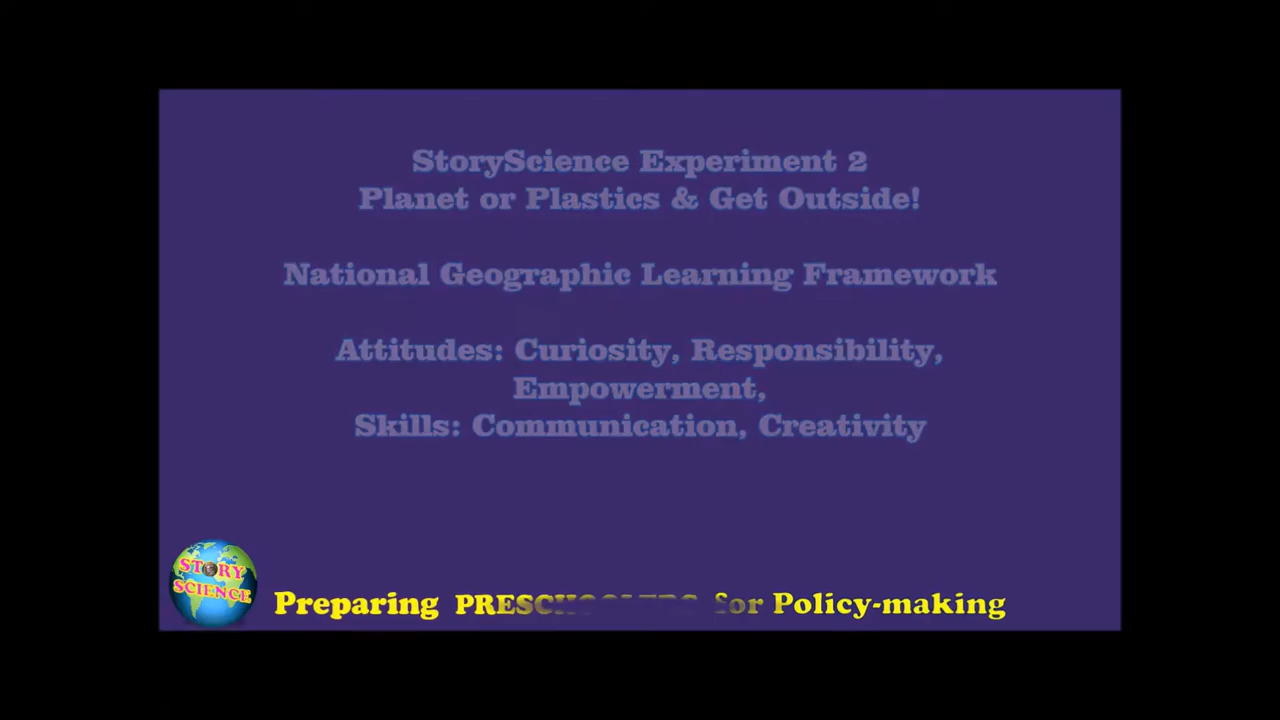 StoryScience Experiment 2
Planet or Plastics & Get Outside!
National Geographic Learning Framework
Attitudes: Curiosity, Responsibility,
Empowerment,
Skills: Communication, Creativity
STORY
SCIENCE
Preparing PRESCHOOLERS for Policy-making